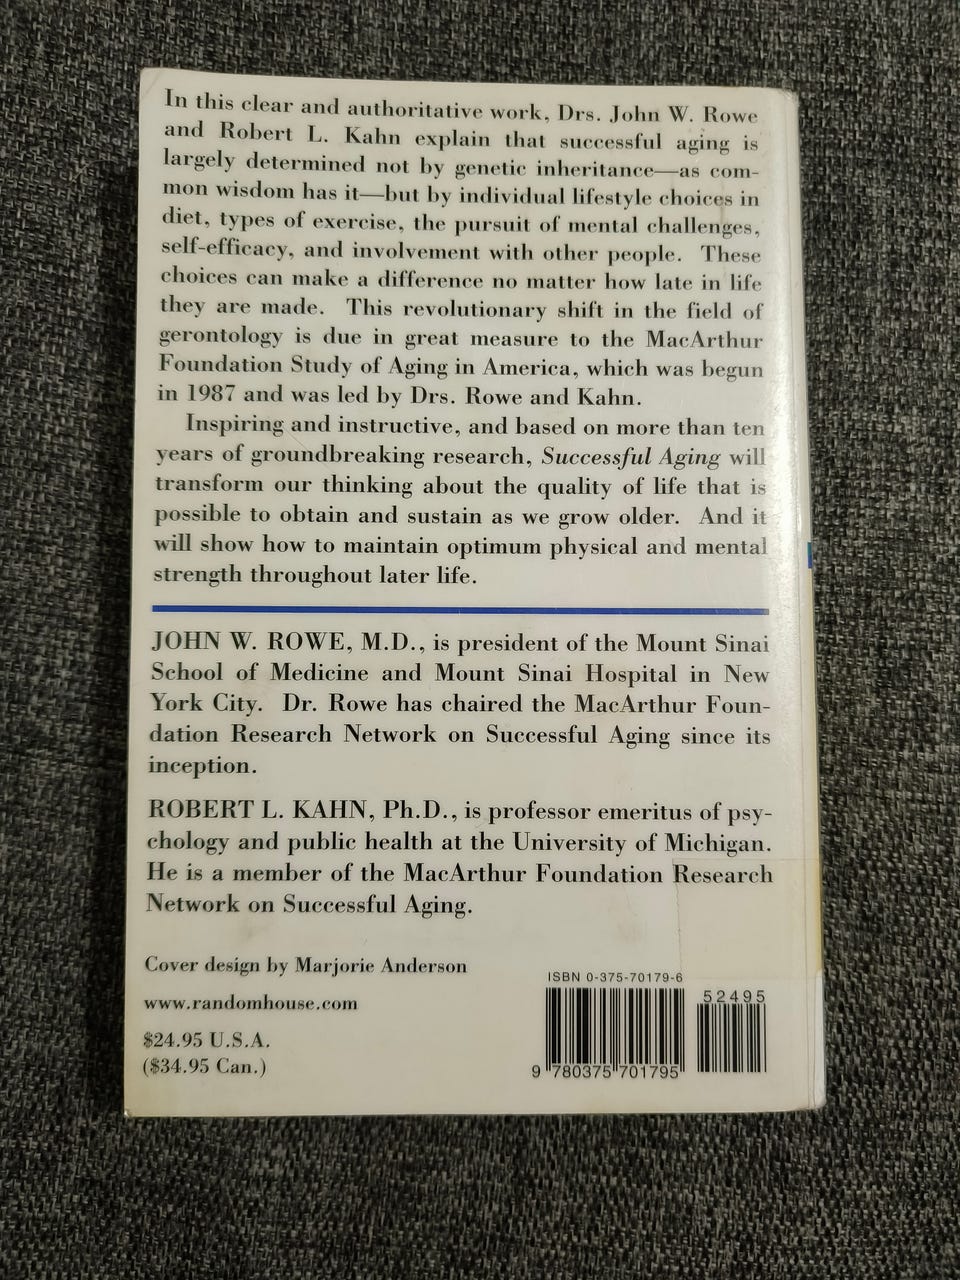 In this clear and authoritative work, Drs. John W. Rowe
and Robert L. Kahn explain that successful aging is
largely determined not by genetic inheritance—as com-
mon wisdom has it—but by individual lifestyle choices in
diet, types of exercise, the pursuit of mental challenges,
self-efficacy, and involvement with other people. These
choices can make a difference no matter how late in life
they are made. This revolutionary shift in the field of
gerontology is due in great measure to the MacArthur
Foundation Study of Aging in America, which was begun
in 1987 and was led by Drs. Rowe and Kahn.
Inspiring and instructive, and based on more than ten
years of groundbreaking research, Successful Aging will
transform our thinking about the quality of life that is
possible to obtain and sustain as we grow older. And it
will show how to maintain optimum physical and mental
strength throughout later life.
JOHN W. ROWE, M.D., is president of the Mount Sinai
School of Medicine and Mount Sinai Hospital in New
York City. Dr. Rowe has chaired the MacArthur Foun-
dation Research Network on Successful Aging since its
inception.
ROBERT L. KAHN, Ph.D., is professor emeritus of psy-
chology and public health at the University of Michigan.
He is a member of the MacArthur Foundation Research
Network on Successful Aging.
Cover design by Marjorie Anderson
www.randomhouse.com
$24.95 U.S.A.
($34.95 Can.)
ISBN 0-375-70179-6
52495
9 780375 701795